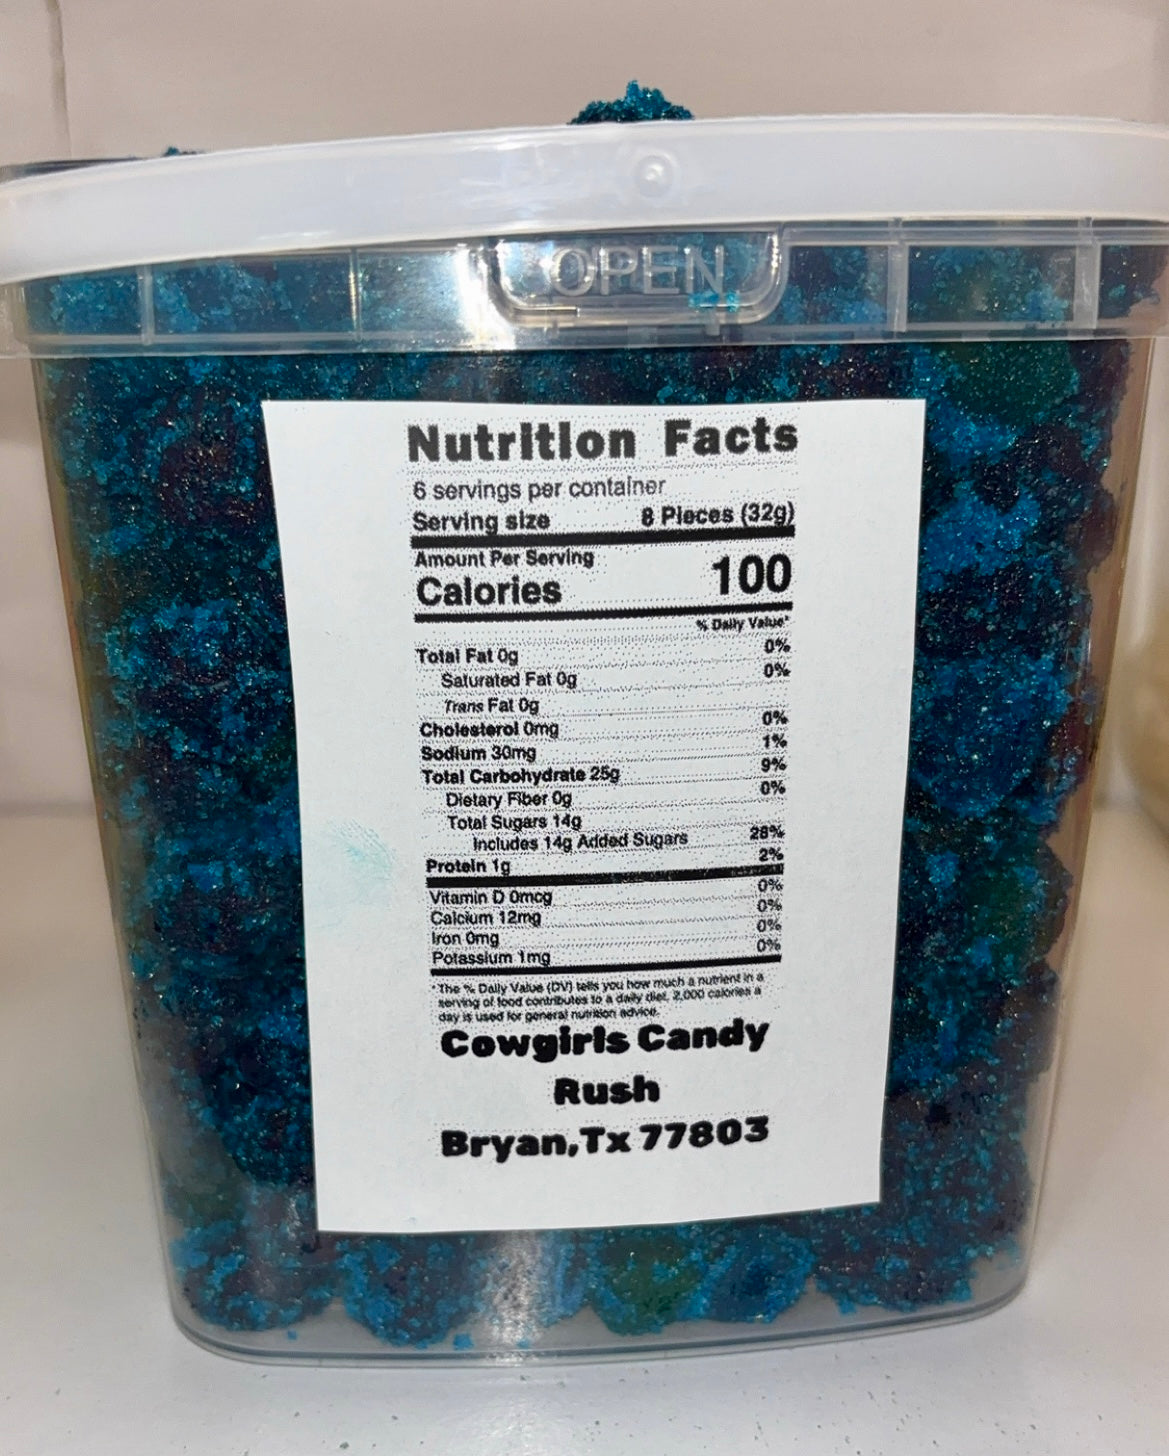 OPEN
Nutrition Facts
6 servings per container
Serving size 8 Pieces (32g)
Amount Per Serving
Calories 100
% Daily Value*
Total Fat 0g 0%
Saturated Fat 0g 0%
Trans Fat 0g
Cholesterol 0mg 0%
Sodium 30mg 1%
Total Carbohydrate 25g 9%
Dietary Fiber 0g 0%
Total Sugars 14g
Includes 14g Added Sugars 28%
Protein 1g 2%
Vitamin D 0mcg 0%
Calcium 12mg 0%
Iron 0mg 0%
Potassium 1mg 0%
*The % Daily Value (DV) tells you how much a nutrient in a
serving of food contributes to a daily diet. 2,000 calories a
day is used for general nutrition advice.
Cowgirls Candy
Rush
Bryan,Tx 77803